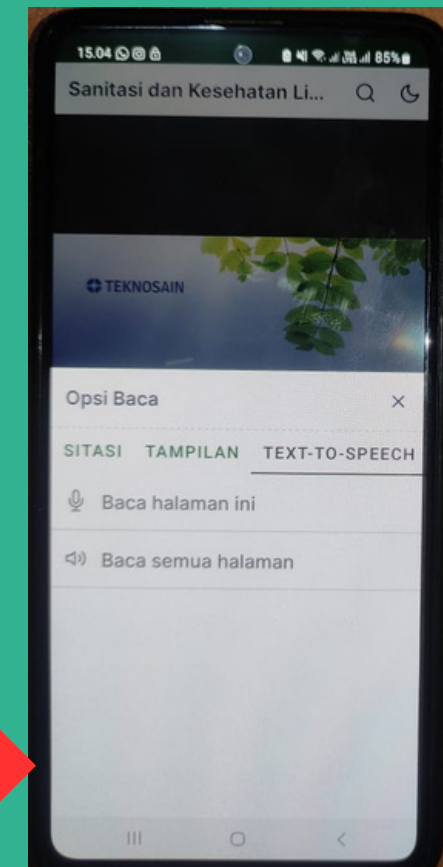 15.04 85%
Sanitasi dan Kesehatan Li...
TEKNOSAIN
Opsi Baca
SITASI TAMPILAN TEXT-TO-SPEECH
Baca halaman ini
Baca semua halaman